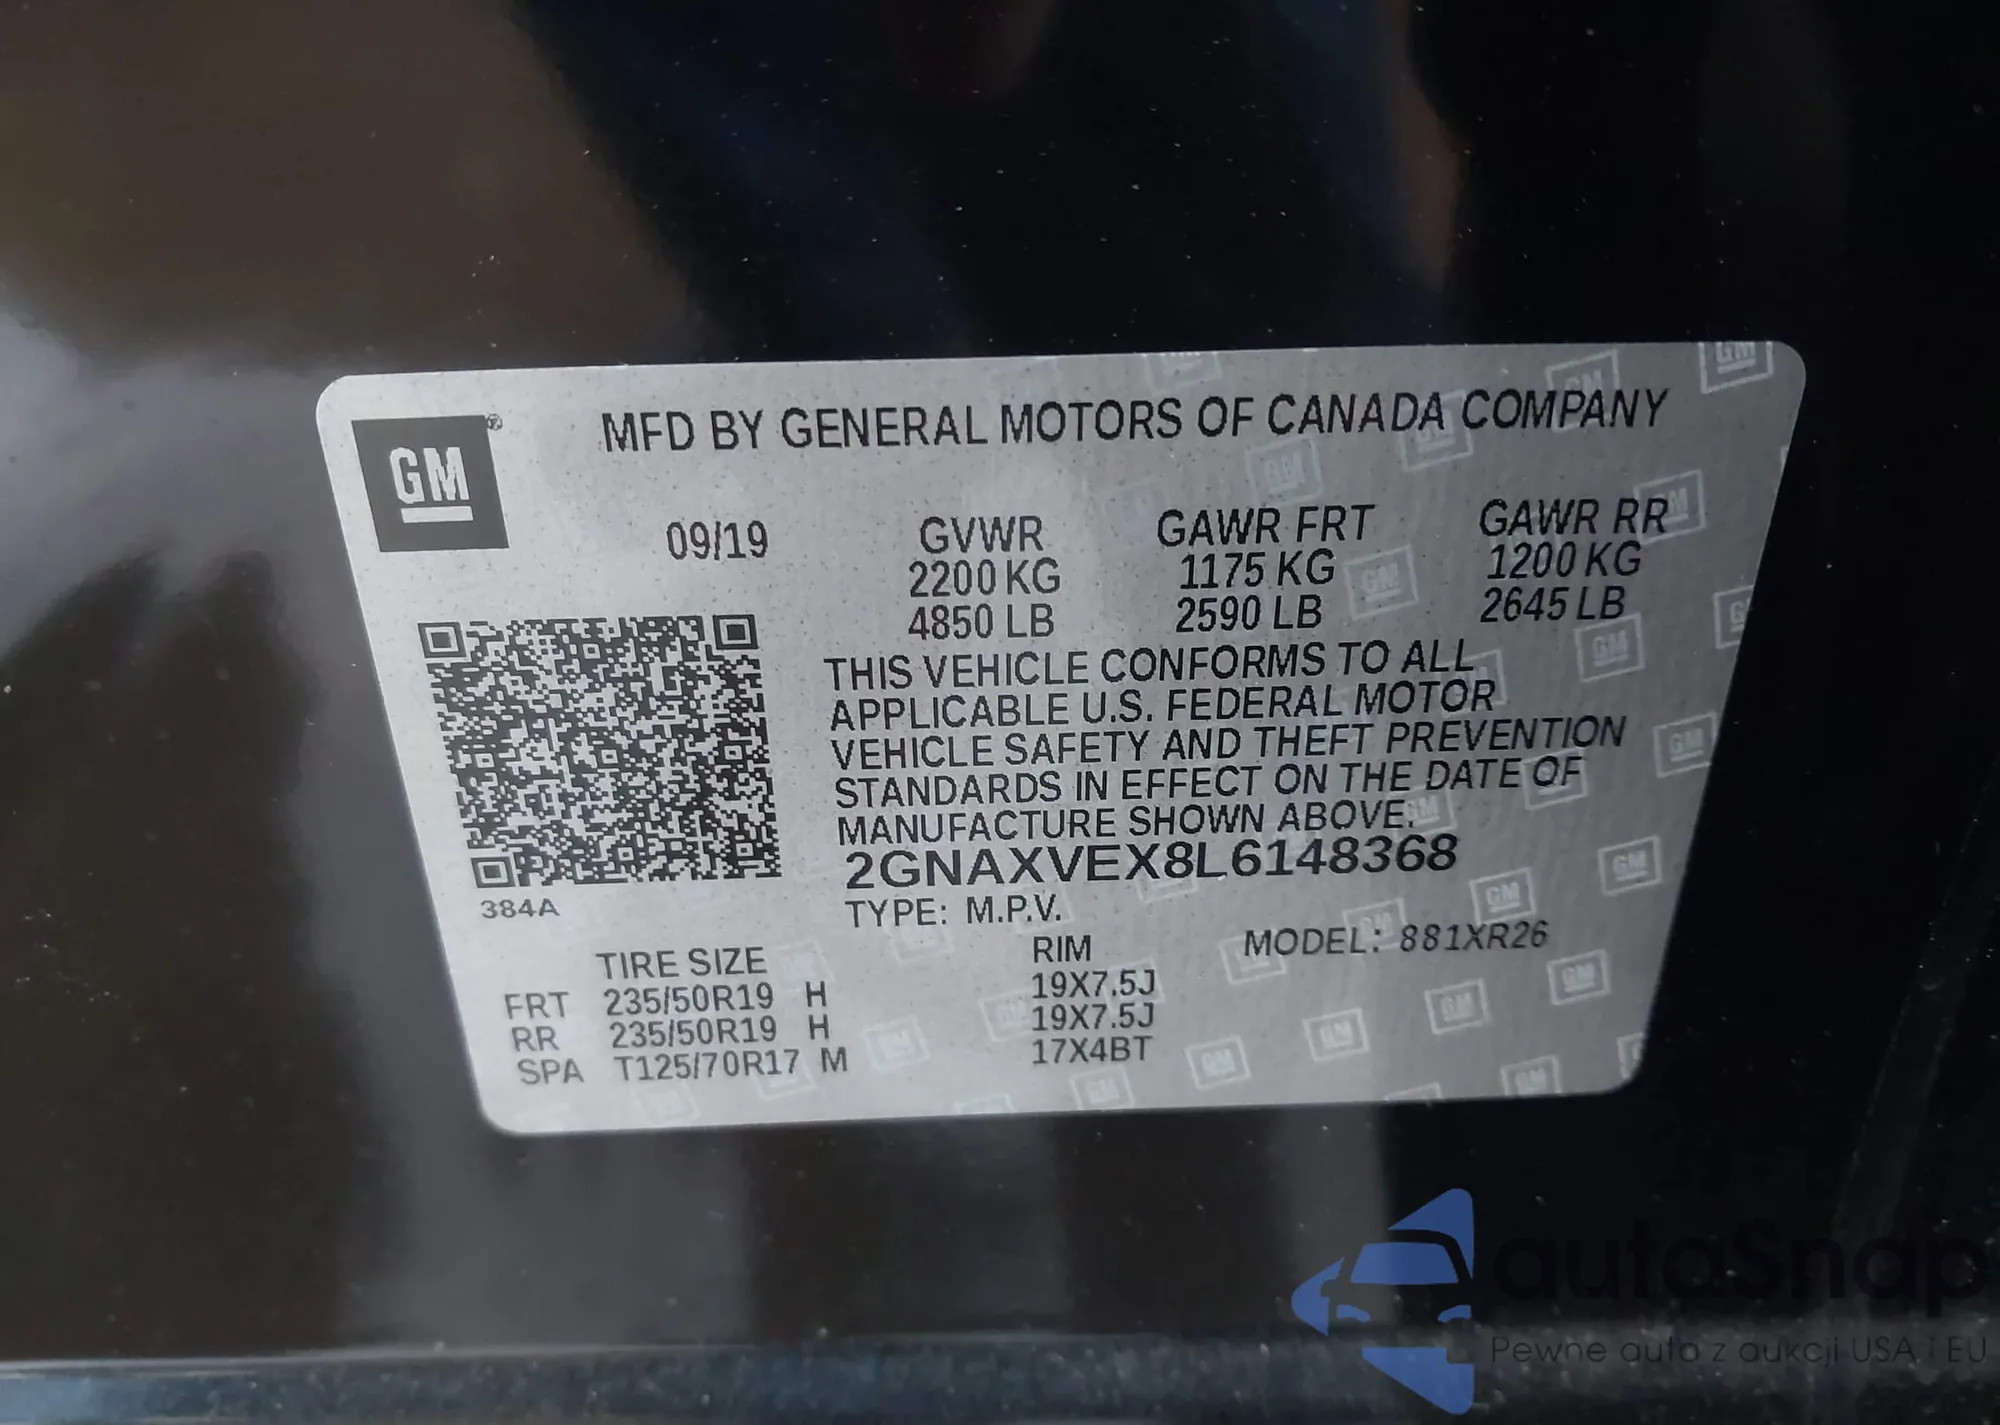 GM ®
MFD BY GENERAL MOTORS OF CANADA COMPANY
09/19 GVWR GAWR FRT GAWR RR
2200 KG 1175 KG 1200 KG
4850 LB 2590 LB 2645 LB
THIS VEHICLE CONFORMS TO ALL
APPLICABLE U.S. FEDERAL MOTOR
VEHICLE SAFETY AND THEFT PREVENTION
STANDARDS IN EFFECT ON THE DATE OF
MANUFACTURE SHOWN ABOVE.
2GNAXVEX8L6148368
384A
TYPE: M.P.V.
TIRE SIZE RIM MODEL: 881XR26
FRT 235/50R19 H 19X7.5J
RR 235/50R19 H 19X7.5J
SPA T125/70R17 M 17X4BT
autoSnap
Pewne auto z aukcji USA i EU